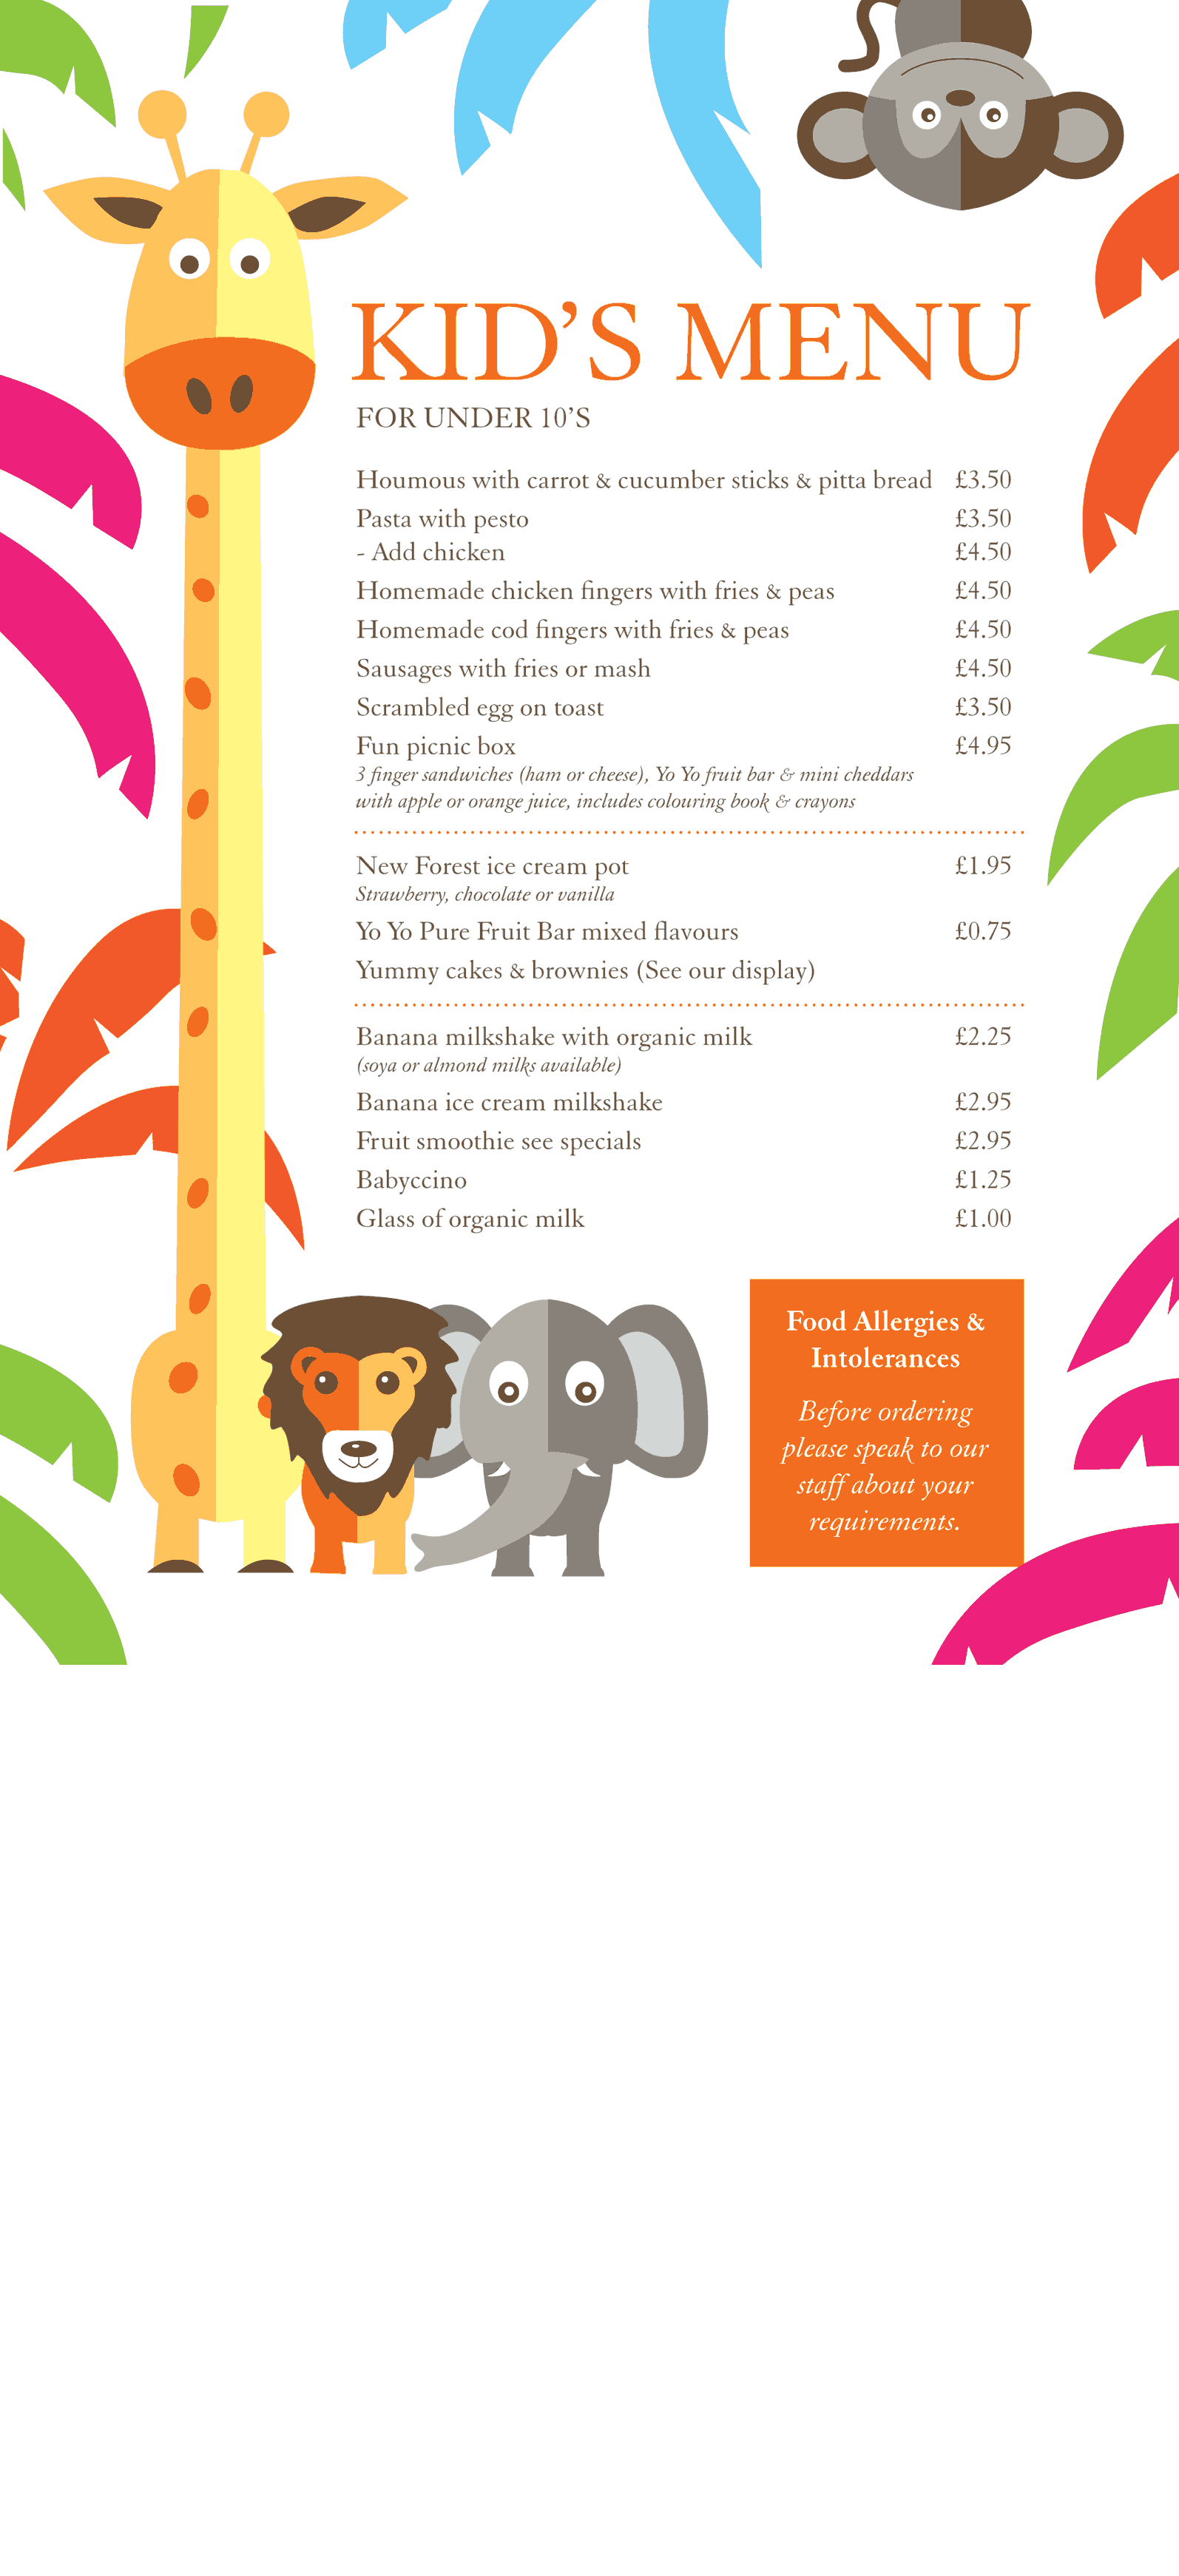 KID'S MENU
FOR UNDER 10'S
Houmous with carrot & cucumber sticks & pitta bread £3.50
Pasta with pesto £3.50
- Add chicken £4.50
Homemade chicken fingers with fries & peas £4.50
Homemade cod fingers with fries & peas £4.50
Sausages with fries or mash £4.50
Scrambled egg on toast £3.50
Fun picnic box £4.95
3 finger sandwiches (ham or cheese), Yo Yo fruit bar & mini cheddars
with apple or orange juice, includes colouring book & crayons
New Forest ice cream pot £1.95
Strawberry, chocolate or vanilla
Yo Yo Pure Fruit Bar mixed flavours £0.75
Yummy cakes & brownies (See our display)
Banana milkshake with organic milk £2.25
(soya or almond milks available)
Banana ice cream milkshake £2.95
Fruit smoothie see specials £2.95
Babyccino £1.25
Glass of organic milk £1.00
Food Allergies &
Intolerances
Before ordering
please speak to our
staff about your
requirements.